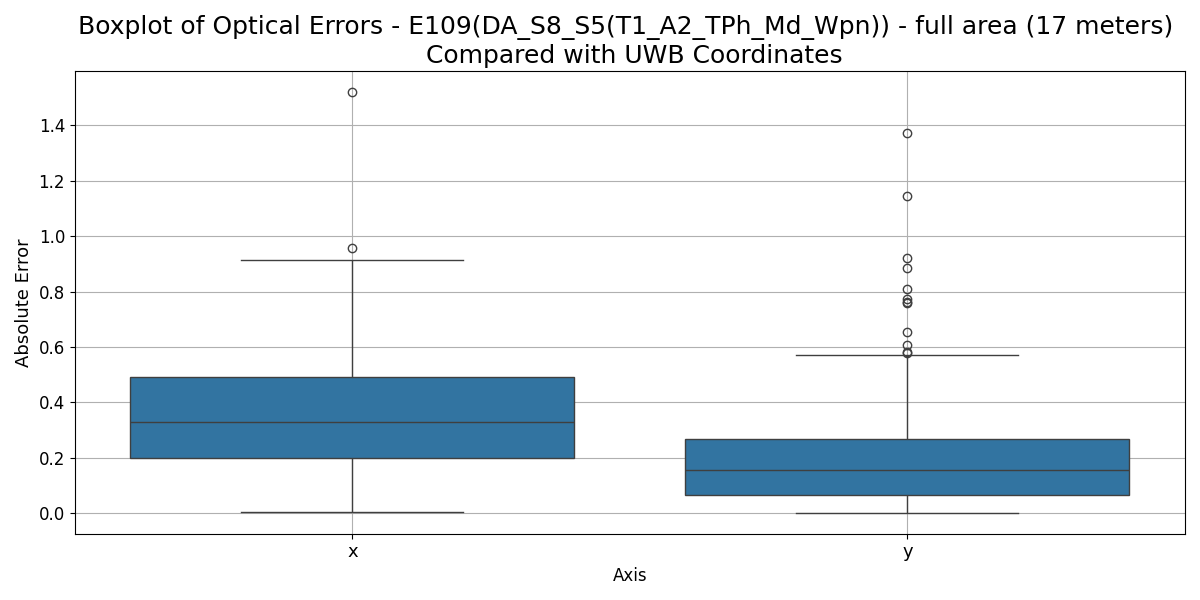 Boxplot of Optical Errors - E109(DA_S8_S5(T1_A2_TPh_Md_Wpn)) - full area (17 meters)
Compared with UWB Coordinates
Absolute Error
1.4
1.2
1.0
0.8
0.6
0.4
0.2
0.0
x y
Axis